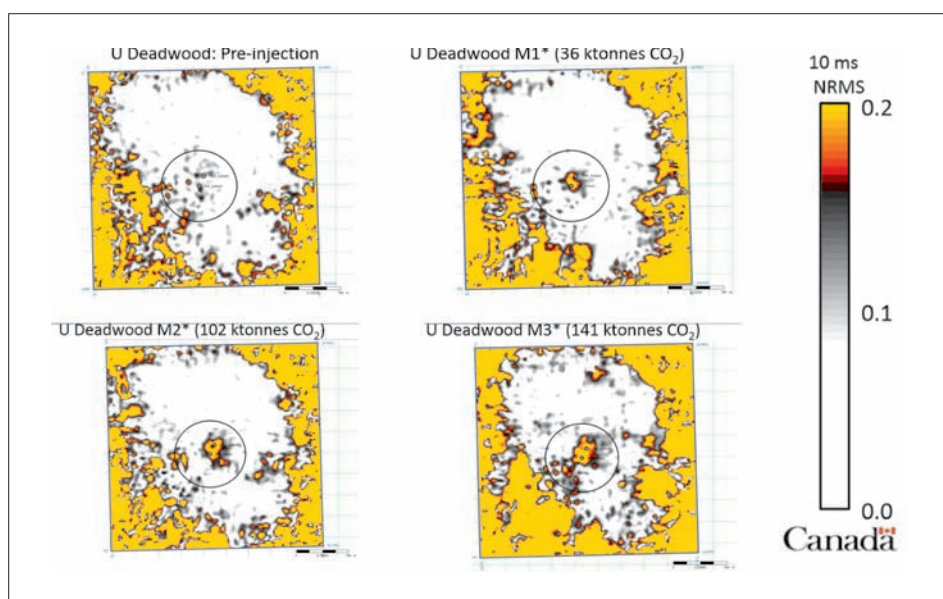 U Deadwood: Pre-injection
U Deadwood M1* (36 ktonnes CO₂)
10 ms
NRMS
0.2
0.1
0.0
U Deadwood M2* (102 ktonnes CO₂)
U Deadwood M3* (141 ktonnes CO₂)
Canada